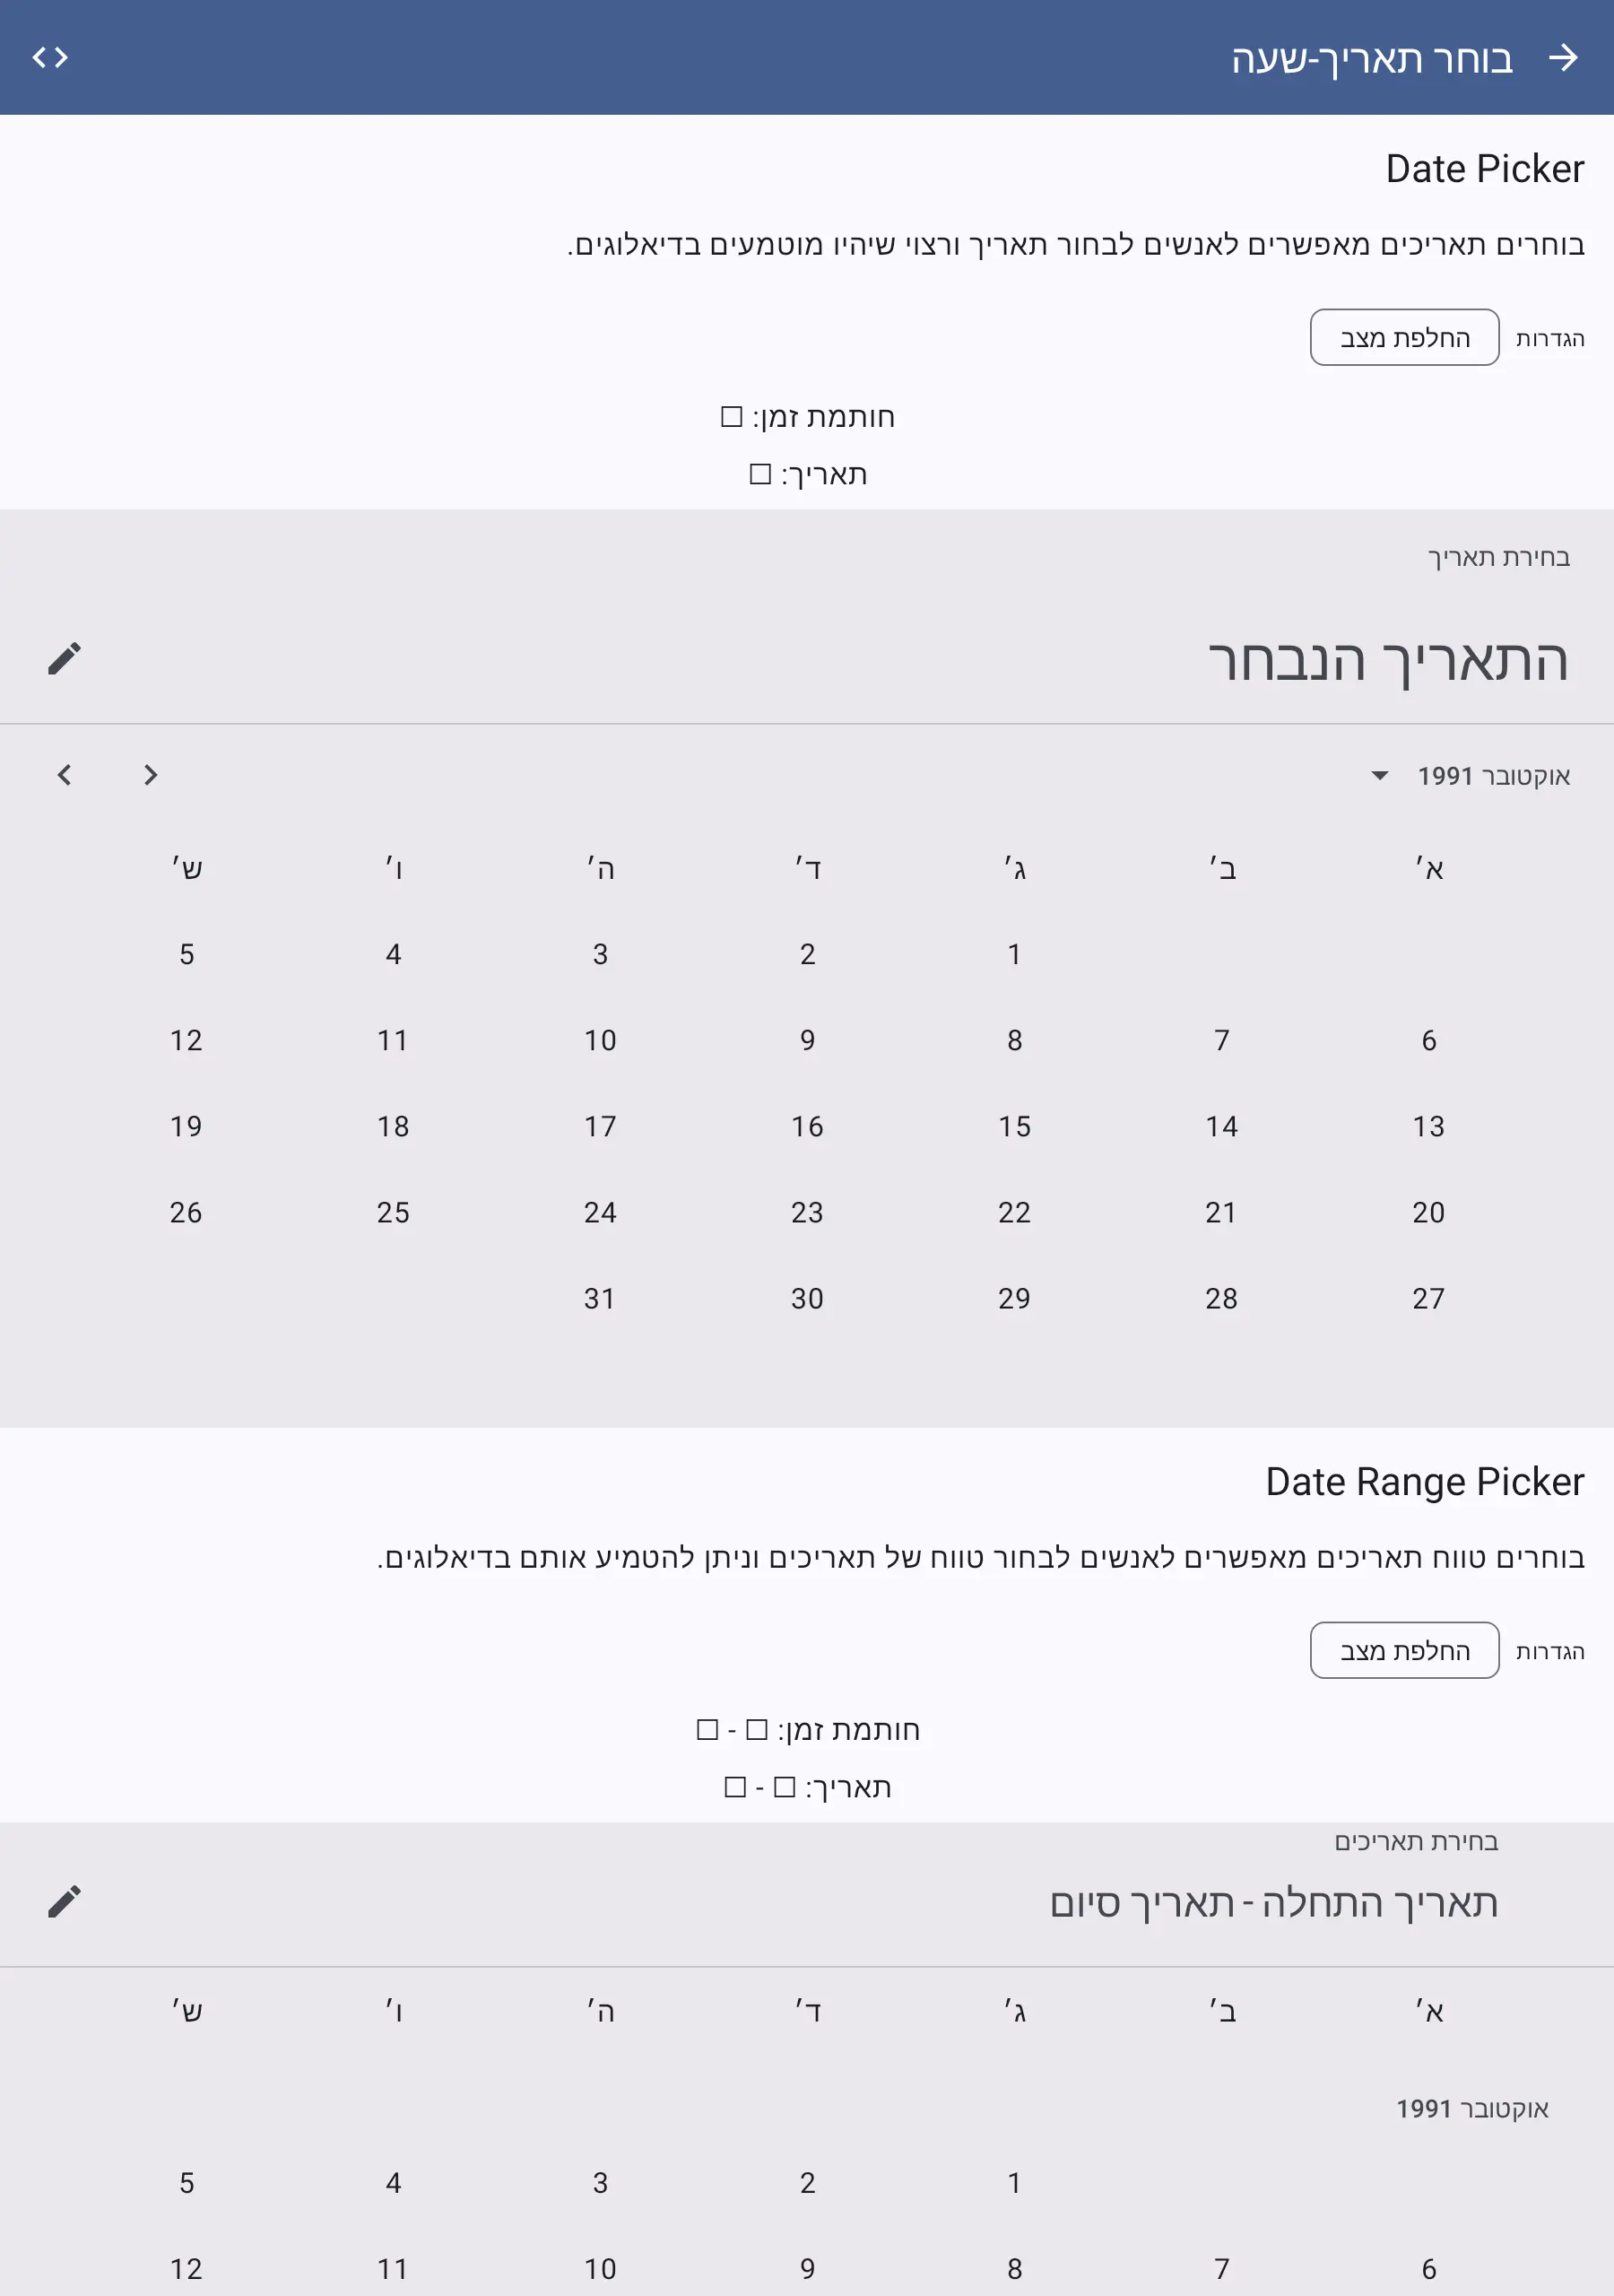 בוחר תאריך-שעה
Date Picker
בוחרים תאריכים מאפשרים לאנשים לבחור תאריך ורצוי שיהיו מוטמעים בדיאלוגים.
הגדרות החלפת מצב
חותמת זמן: ☐
תאריך: ☐
בחירת תאריך
התאריך הנבחר
אוקטובר 1991
א׳ ב׳ ג׳ ד׳ ה׳ ו׳ ש׳
1 2 3 4 5
6 7 8 9 10 11 12
13 14 15 16 17 18 19
20 21 22 23 24 25 26
27 28 29 30 31
Date Range Picker
בוחרים טווח תאריכים מאפשרים לאנשים לבחור טווח של תאריכים וניתן להטמיע אותם בדיאלוגים.
הגדרות החלפת מצב
חותמת זמן: ☐ - ☐
תאריך: ☐ - ☐
בחירת תאריכים
תאריך התחלה - תאריך סיום
א׳ ב׳ ג׳ ד׳ ה׳ ו׳ ש׳
אוקטובר 1991
1 2 3 4 5
6 7 8 9 10 11 12